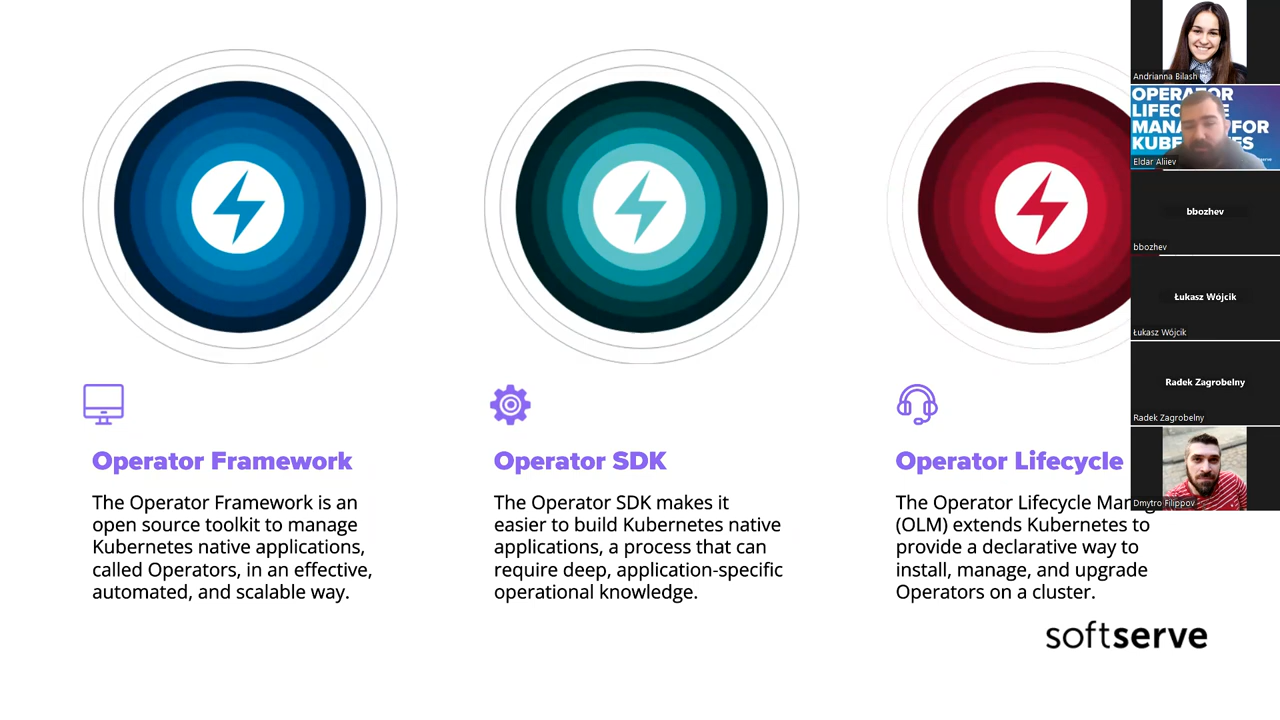 Operator Framework
The Operator Framework is an
open source toolkit to manage
Kubernetes native applications,
called Operators, in an effective,
automated, and scalable way.
Operator SDK
The Operator SDK makes it
easier to build Kubernetes native
applications, a process that can
require deep, application-specific
operational knowledge.
Operator Lifecycle
The Operator Lifecycle Manag
(OLM) extends Kubernetes to
provide a declarative way to
install, manage, and upgrade
Operators on a cluster.
softserve
Andrianna Bilash
OPERATOR
FOR
Eldar Aliiev
bbozhev
bbozhev
Łukasz Wójcik
Łukasz Wójcik
Radek Zagrobelny
Radek Zagrobelny
Dmytro Filippov